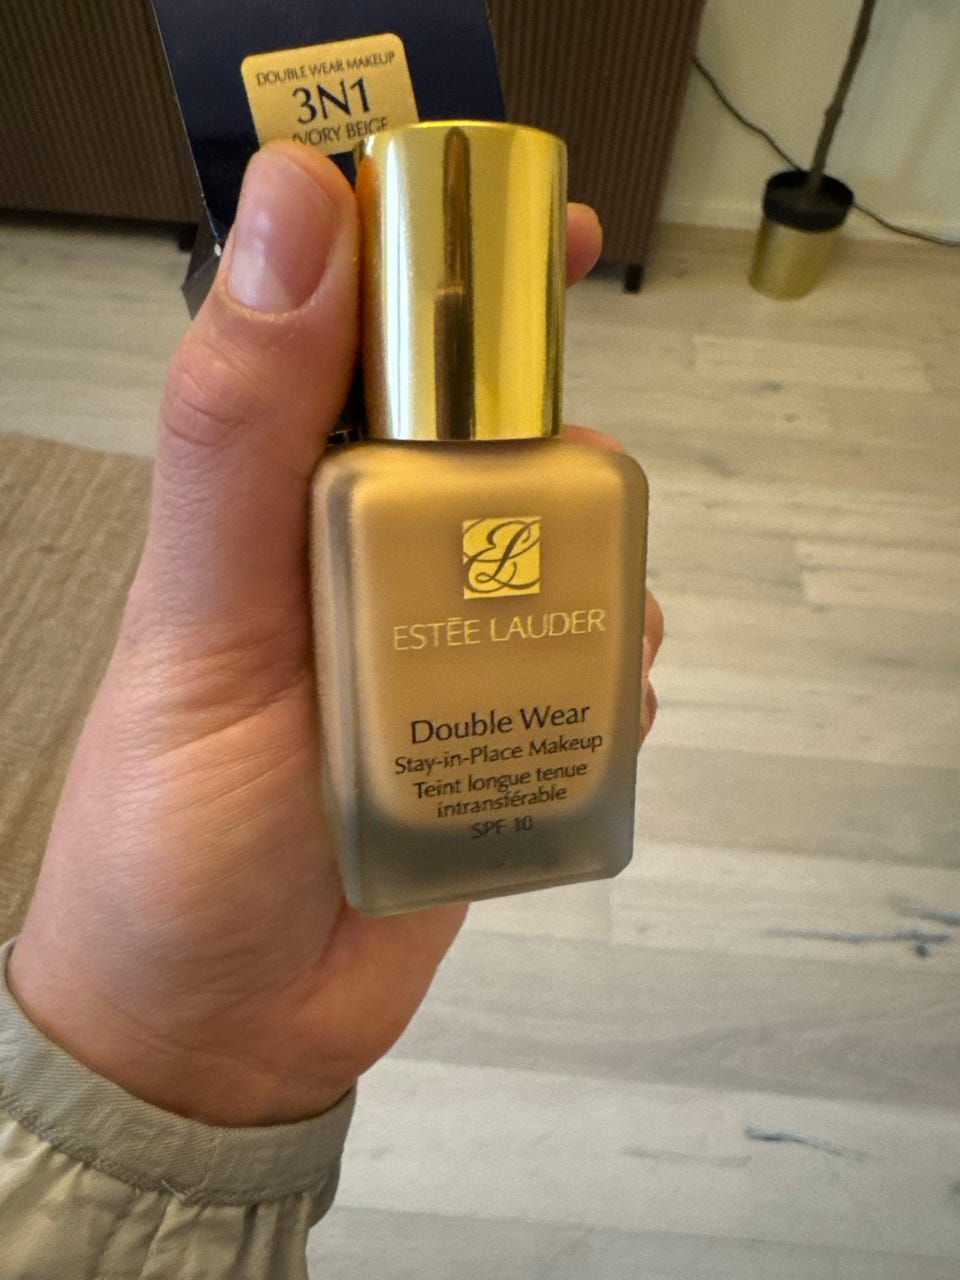 DOUBLE WEAR MAKEUP
3N1
IVORY BEIGE
ESTĒE LAUDER
Double Wear
Stay-in-Place Makeup
Teint longue tenue
intransférable
SPF 10